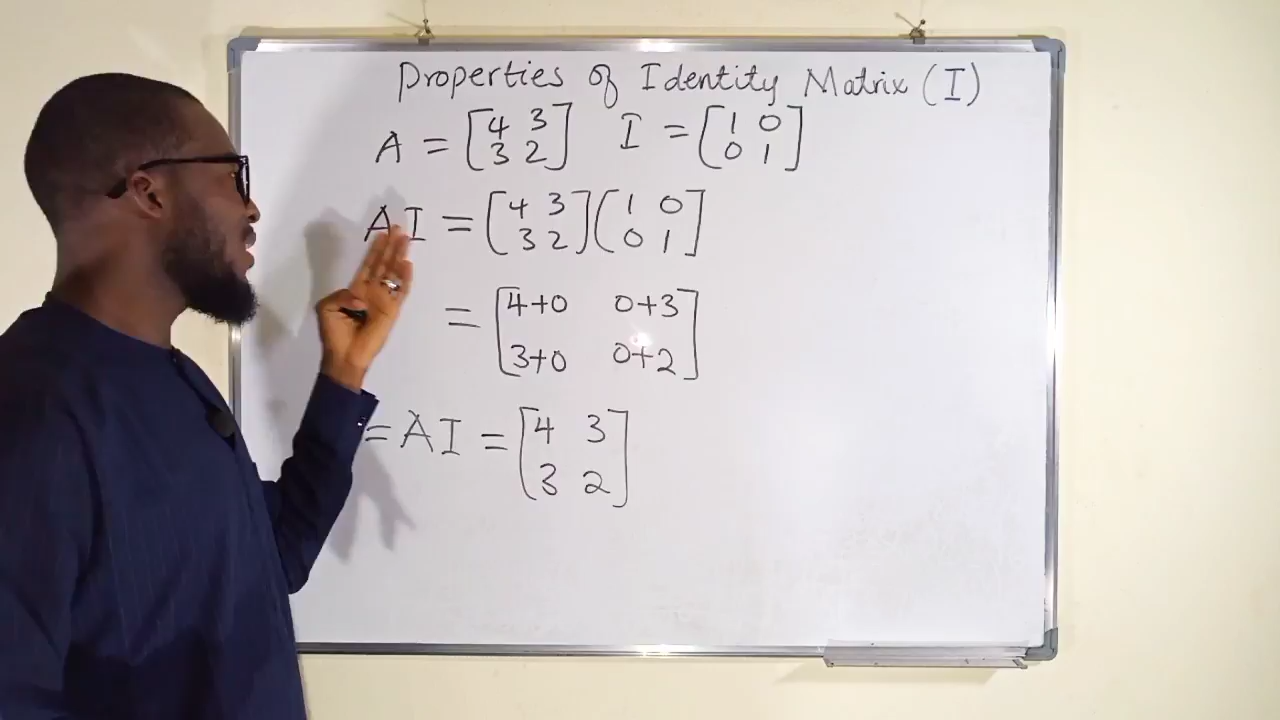 Properties of Identity Matrix (I)
A = [4 3 3 2] I = [1 0 0 1]
AI = [4 3 3 2] [1 0 0 1]
= [4+0 0+3 3+0 0+2]
= AI = [4 3 3 2]